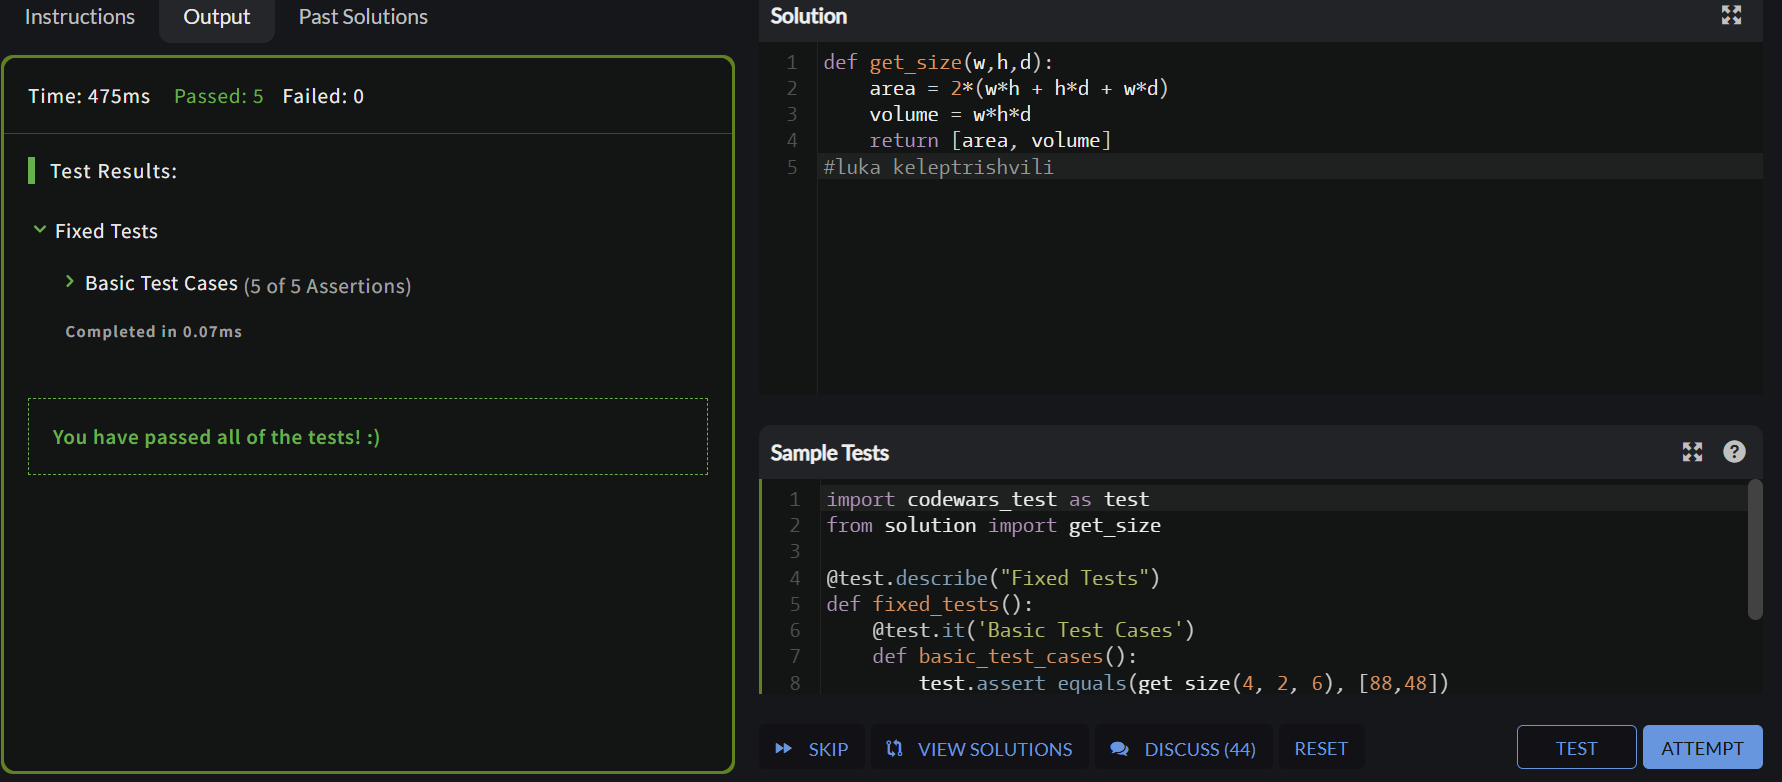 Instructions
Output
Past Solutions
Time: 475ms Passed: 5 Failed: 0
Test Results:
Fixed Tests
Basic Test Cases (5 of 5 Assertions)
Completed in 0.07ms
You have passed all of the tests! :)
Solution
1 def get_size(w,h,d):
2     area = 2*(w*h + h*d + w*d)
3     volume = w*h*d
4     return [area, volume]
5 #luka keleptrishvili
Sample Tests
?
1 import codewars_test as test
2 from solution import get_size
3
4 @test.describe("Fixed Tests")
5 def fixed_tests():
6     @test.it('Basic Test Cases')
7     def basic_test_cases():
8         test.assert_equals(get_size(4, 2, 6), [88,48])
SKIP
VIEW SOLUTIONS
DISCUSS (44)
RESET
TEST
ATTEMPT